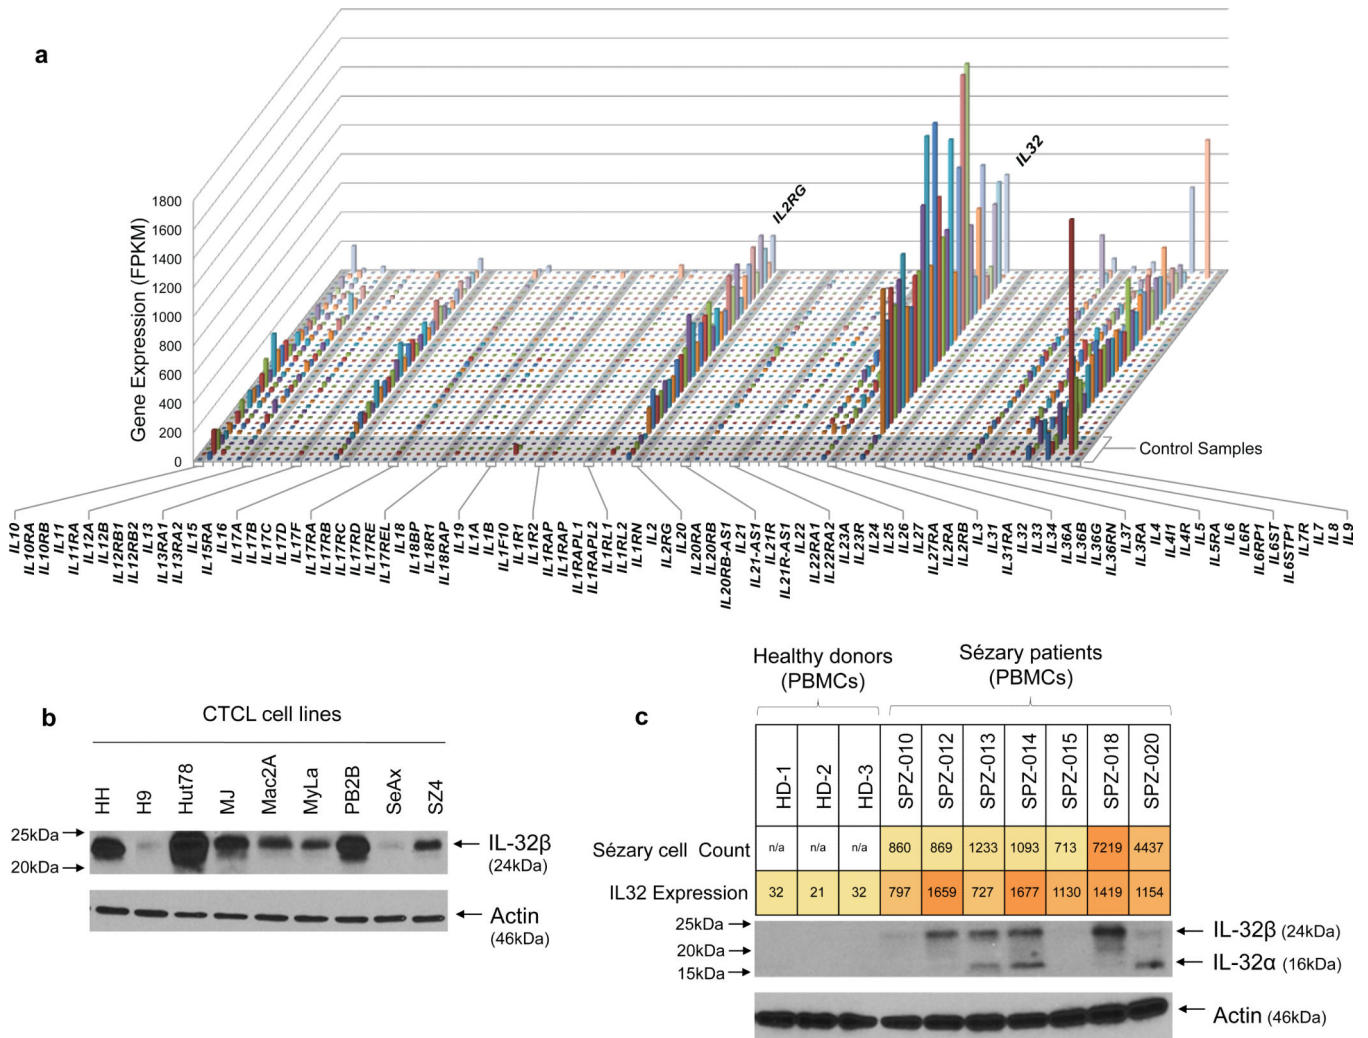 a
IL2RG
IL32
Gene Expression (FPKM)
1800
1600
1400
1200
1000
800
600
400
200
0
Control Samples
IL10
IL10RA
IL10RB
IL11
IL11RA
IL12A
IL12B
IL12RB1
IL12RB2
IL13
IL13RA1
IL13RA2
IL15
IL15RA
IL16
IL17A
IL17B
IL17C
IL17D
IL17F
IL17RA
IL17RB
IL17RC
IL17RD
IL17RE
IL17REL
IL18
IL18BP
IL18R1
IL18RAP
IL19
IL1A
IL1B
IL1F10
IL1R1
IL1R2
IL1RAP
IL1RAP
IL1RAPL1
IL1RAPL2
IL1RL1
IL1RL2
IL1RN
IL2
IL2RG
IL20
IL20RA
IL20RB
IL20RB-AS1
IL21
IL21-AS1
IL21R
IL21R-AS1
IL22
IL22RA1
IL22RA2
IL23A
IL23R
IL24
IL25
IL26
IL27
IL27RA
IL2RA
IL2RB
IL3
IL31
IL31RA
IL32
IL33
IL34
IL36A
IL36B
IL36G
IL36RN
IL37
IL3RA
IL4
IL4I1
IL4R
IL5
IL5RA
IL6
IL6R
IL6RP1
IL6ST
IL6STP1
IL7R
IL7
IL8
IL9
b
CTCL cell lines
HH
H9
Hut78
MJ
Mac2A
MyLa
PB2B
SeAx
SZ4
25kDa
20kDa
IL-32β
(24kDa)
Actin
(46kDa)
c
Healthy donors
(PBMCs)
Sézary patients
(PBMCs)
HD-1
HD-2
HD-3
SPZ-010
SPZ-012
SPZ-013
SPZ-014
SPZ-015
SPZ-018
SPZ-020
Sézary cell Count n/a n/a n/a 860 869 1233 1093 713 7219 4437
IL32 Expression 32 21 32 797 1659 727 1677 1130 1419 1154
25kDa
20kDa
15kDa
IL-32β (24kDa)
IL-32α (16kDa)
Actin (46kDa)